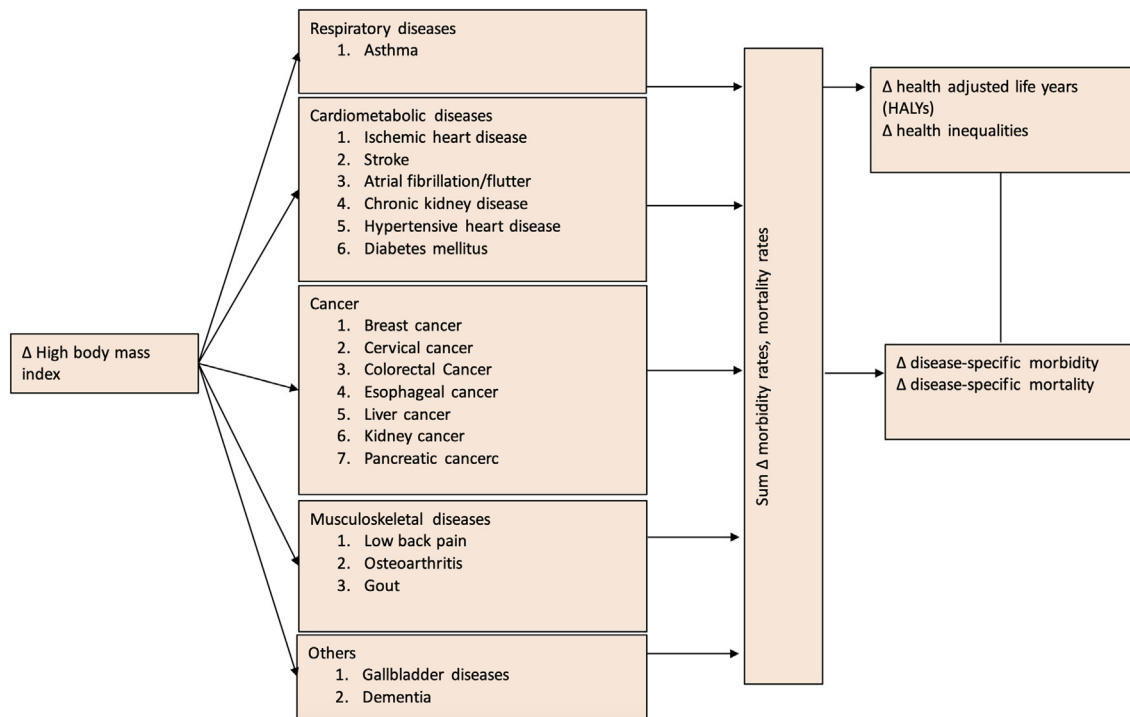 Respiratory diseases
1. Asthma
Cardiometabolic diseases
1. Ischemic heart disease
2. Stroke
3. Atrial fibrillation/flutter
4. Chronic kidney disease
5. Hypertensive heart disease
6. Diabetes mellitus
Cancer
1. Breast cancer
2. Cervical cancer
3. Colorectal Cancer
4. Esophageal cancer
5. Liver cancer
6. Kidney cancer
7. Pancreatic cancerc
Musculoskeletal diseases
1. Low back pain
2. Osteoarthritis
3. Gout
Others
1. Gallbladder diseases
2. Dementia
Δ High body mass
index
Sum Δ morbidity rates, mortality rates
Δ health adjusted life years
(HALYs)
Δ health inequalities
Δ disease-specific morbidity
Δ disease-specific mortality